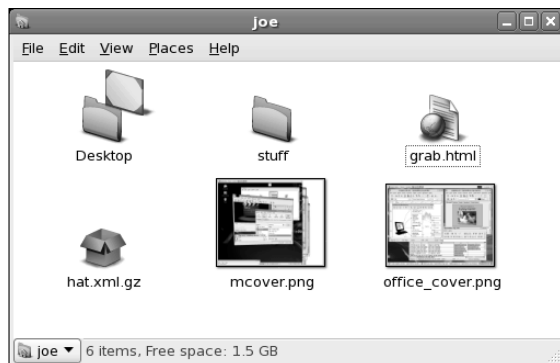 joe
File Edit View Places Help
Desktop stuff grab.html
hat.xml.gz mcover.png office_cover.png
joe 6 items, Free space: 1.5 GB